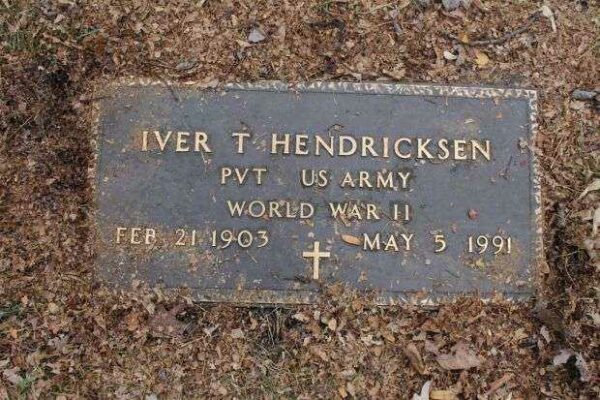 IVER T HENDRICKSEN
PVT US ARMY
WORLD WAR II
FEB 21 1903 MAY 5 1991